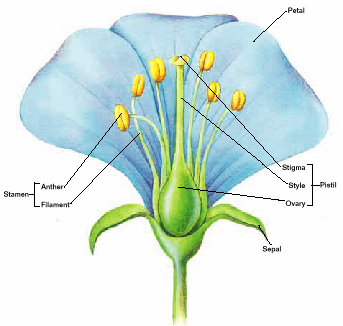 Petal
Stigma
Anther
Stamen
Style
Pistil
Filament
Ovary
Sepal